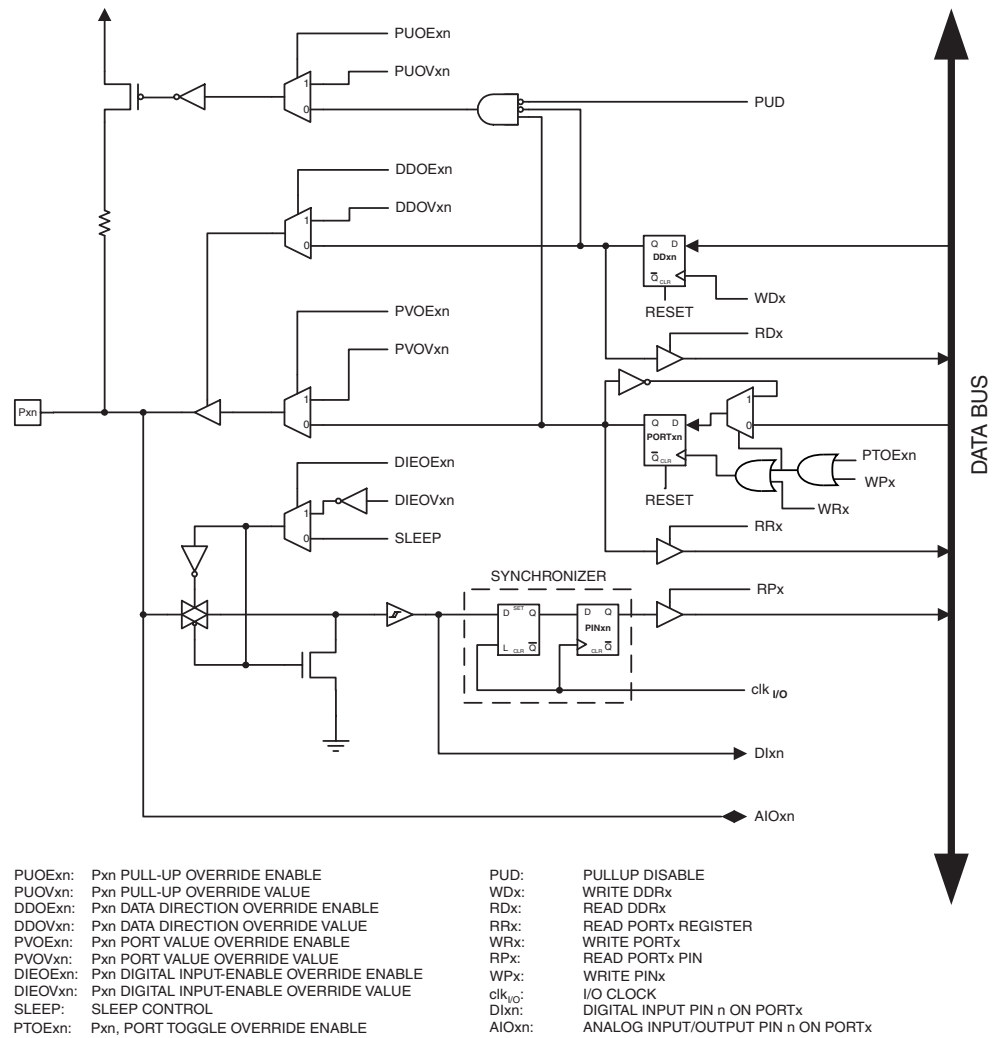 PUOExn
PUOVxn
1
0
PUD
DDOExn
DDOVxn
1
0
Q D
DDxn
Q CLR
WDx
RESET
PVOExn
RDx
PVOVxn
Pxn
1
0
1
0
Q D
PORTxn
Q CLR
DATA BUS
DIEOExn
PTOExn
WPx
RESET
WRx
DIEOVxn
1
0
SLEEP
RRx
SYNCHRONIZER
RPx
D SET Q
L CLR Q
D Q
PINxn
CLR Q
clk I/O
DIxn
AIOxn
PUOExn: Pxn PULL-UP OVERRIDE ENABLE
PUOVxn: Pxn PULL-UP OVERRIDE VALUE
DDOExn: Pxn DATA DIRECTION OVERRIDE ENABLE
DDOVxn: Pxn DATA DIRECTION OVERRIDE VALUE
PVOExn: Pxn PORT VALUE OVERRIDE ENABLE
PVOVxn: Pxn PORT VALUE OVERRIDE VALUE
DIEOExn: Pxn DIGITAL INPUT-ENABLE OVERRIDE ENABLE
DIEOVxn: Pxn DIGITAL INPUT-ENABLE OVERRIDE VALUE
SLEEP: SLEEP CONTROL
PTOExn: Pxn, PORT TOGGLE OVERRIDE ENABLE
PUD: PULLUP DISABLE
WDx: WRITE DDRx
RDx: READ DDRx
RRx: READ PORTx REGISTER
WRx: WRITE PORTx
RPx: READ PORTx PIN
WPx: WRITE PINx
clkI/O: I/O CLOCK
DIxn: DIGITAL INPUT PIN n ON PORTx
AIOxn: ANALOG INPUT/OUTPUT PIN n ON PORTx